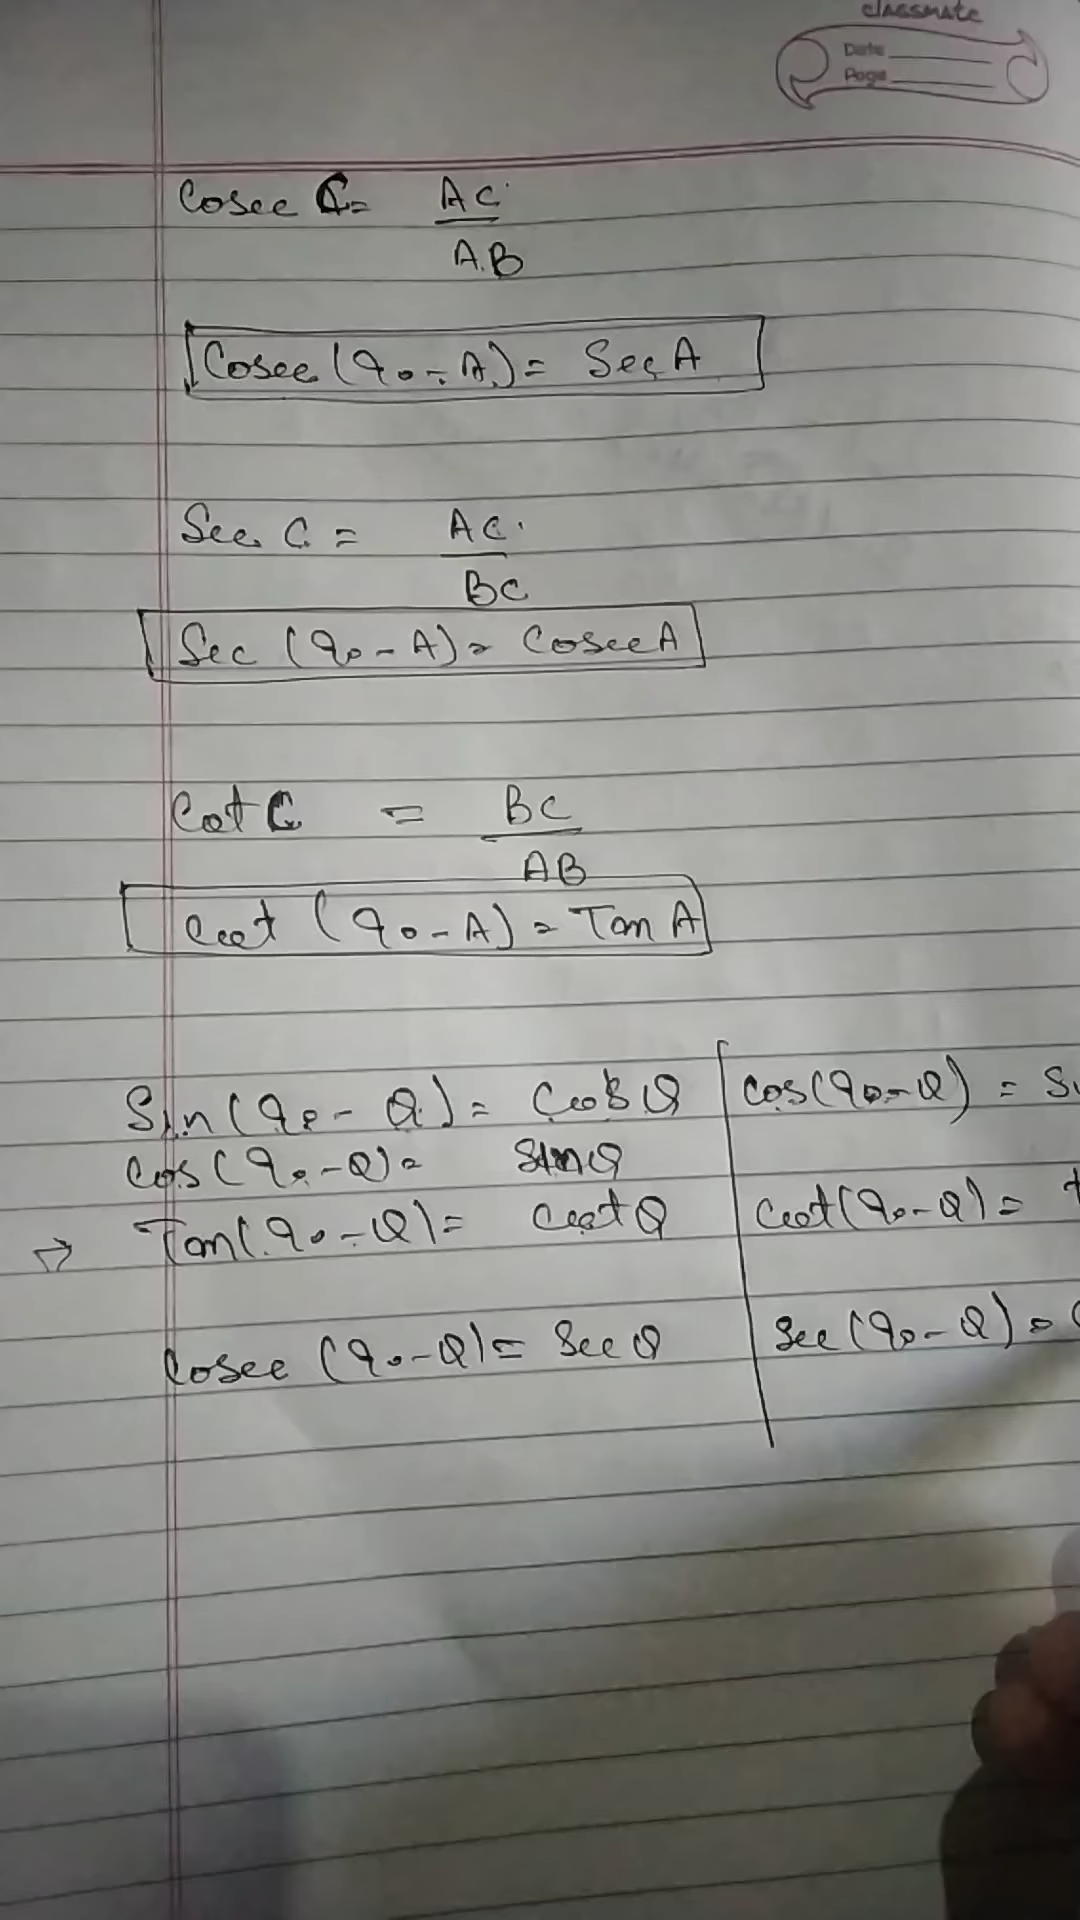 classmate
Date
Page
Cosec C = AC
AB
Cosec (90 - A) = Sec A
Sec C = AC
BC
Sec (90 - A) = Cosec A
Cot C = BC
AB
Cot (90 - A) = Tan A
Sin (90 - Q) = Cos Q cos (90 - Q) =
cos (90 - Q) = sin Q
⇒ Tan (90 - Q) = Cot Q Cot (90 - Q) =
Cosec (90 - Q) = Sec Q Sec (90 - Q) =